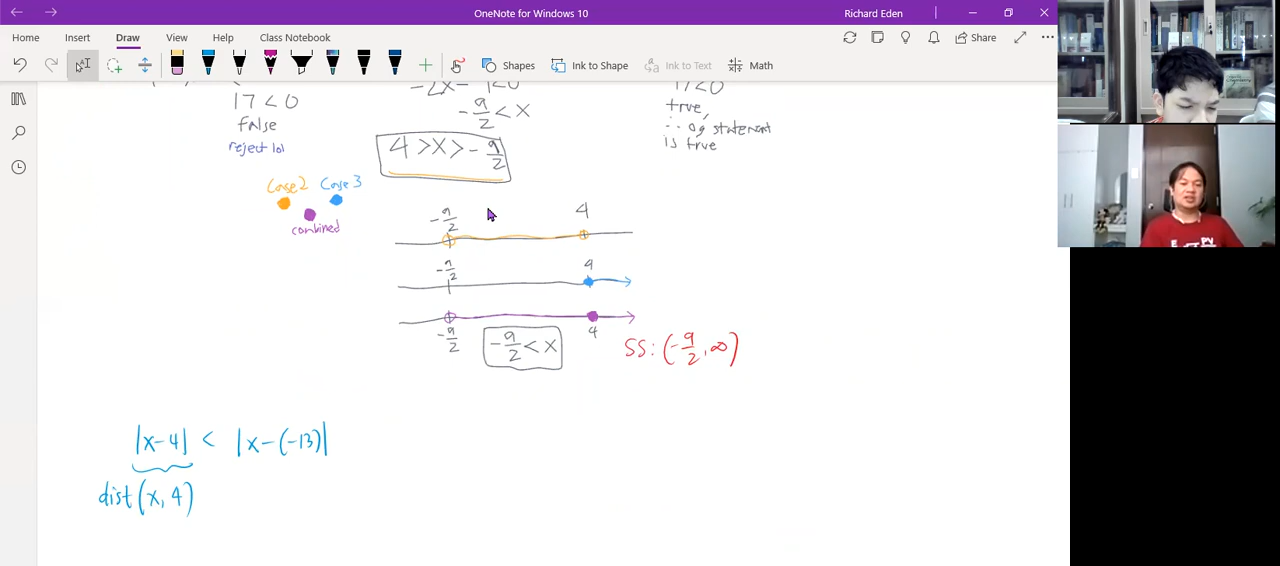 OneNote for Windows 10
Richard Eden
Home Insert Draw View Help Class Notebook
Share
Shapes
Ink to Shape
Ink to Text
Math
17 < 0
false
reject lol
-9/2 < x
4 > x > -9/2
17 < 0
true,
∴ og statement
is true
Case 2 Case 3
combined
-9/2 4
-9/2 4
-9/2 4
-9/2 < x
SS: (-9/2, ∞)
|x-4| < |x-(-13)|
dist(x, 4)